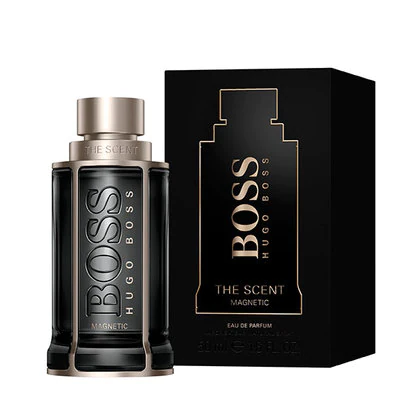 THE SCENT
BOSS
HUGO BOSS
MAGNETIC
BOSS
HUGO BOSS
THE SCENT
MAGNETIC
EAU DE PARFUM